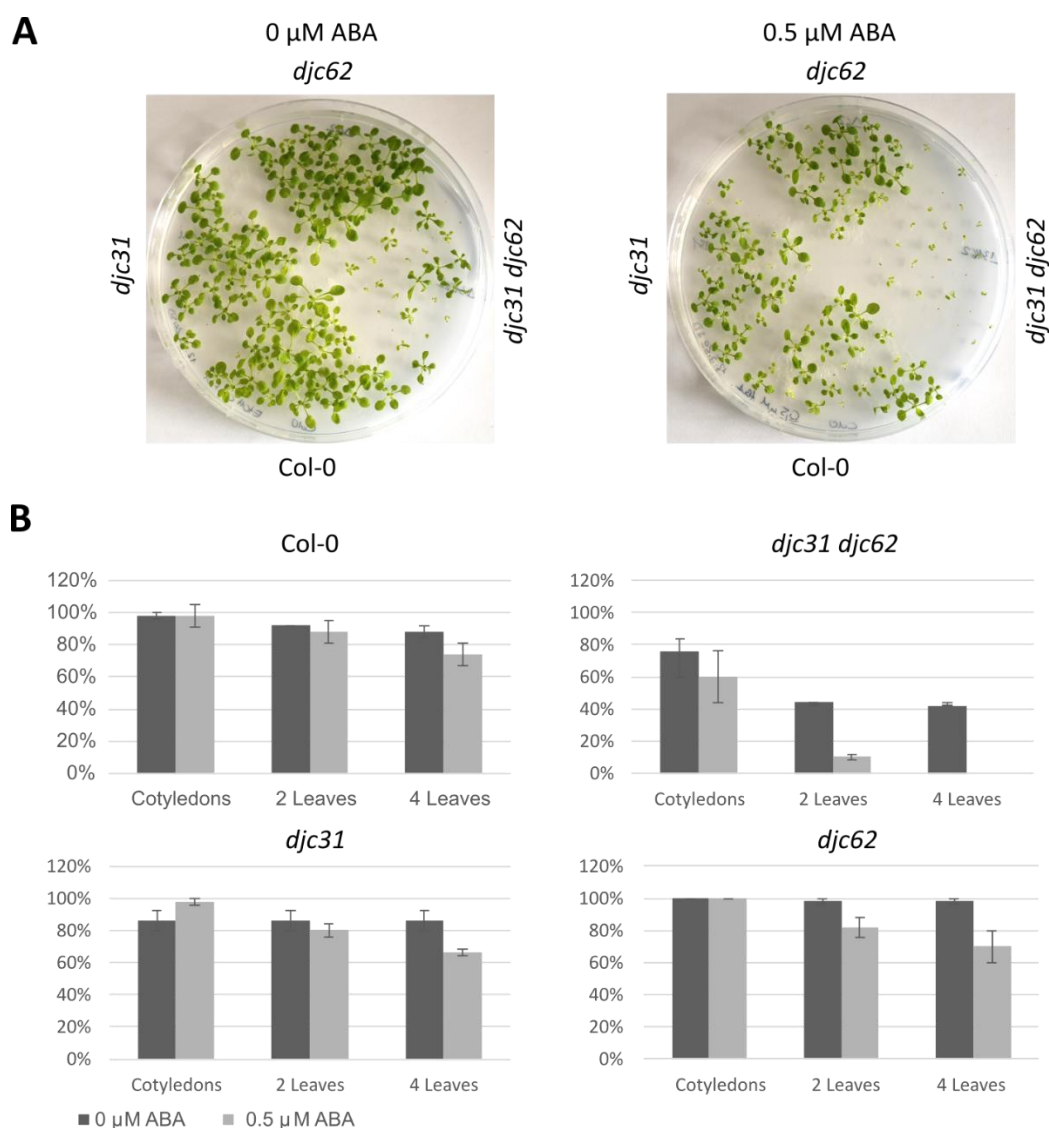 A
0 µM ABA
0.5 µM ABA
djc62
djc62
djc31
djc31 djc62
djc31
djc31 djc62
Col-0
Col-0
B
Col-0
djc31 djc62
120%
100%
80%
60%
40%
20%
0%
Cotyledons
2 Leaves
4 Leaves
120%
100%
80%
60%
40%
20%
0%
Cotyledons
2 Leaves
4 Leaves
djc31
djc62
120%
100%
80%
60%
40%
20%
0%
Cotyledons
2 Leaves
4 Leaves
120%
100%
80%
60%
40%
20%
0%
Cotyledons
2 Leaves
4 Leaves
0 µM ABA
0.5 µM ABA